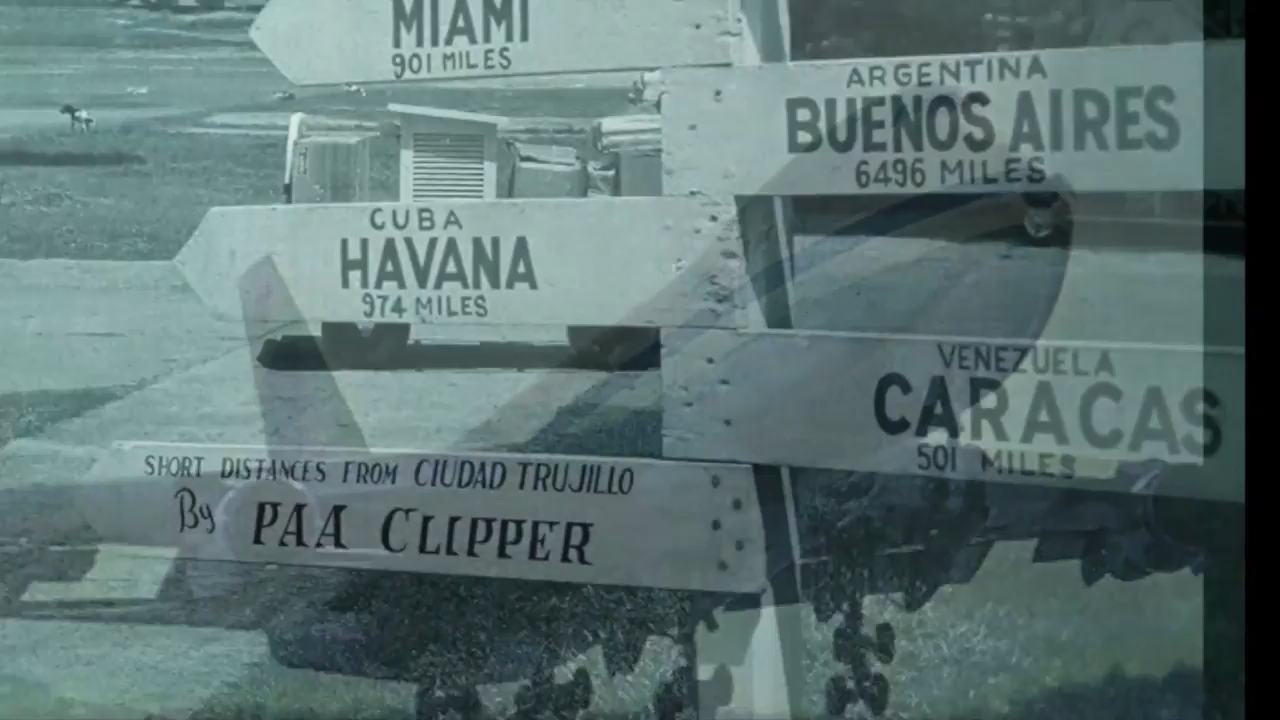 MIAMI
901 MILES
ARGENTINA
BUENOS AIRES
6496 MILES
CUBA
HAVANA
974 MILES
VENEZUELA
CARACAS
501 MILES
SHORT DISTANCES FROM CIUDAD TRUJILLO
By PAA CLIPPER